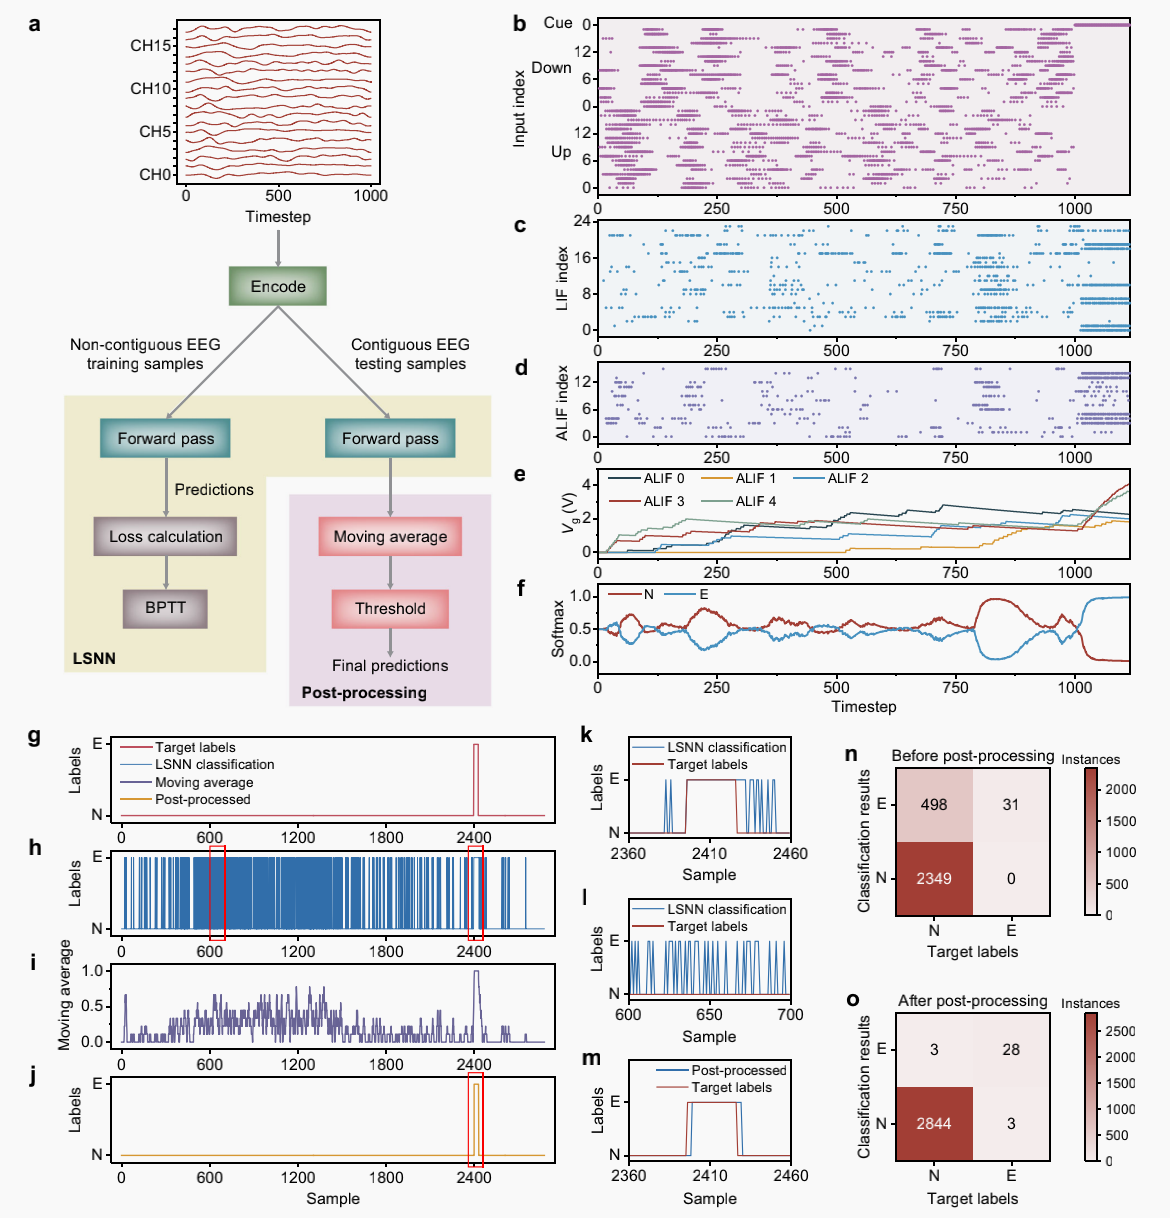 a
CH15
CH10
CH5
CH0
0 500 1000
Timestep
Encode
Non-contiguous EEG
training samples
Contiguous EEG
testing samples
Forward pass
Forward pass
Predictions
Loss calculation
Moving average
BPTT
Threshold
Final predictions
LSNN
Post-processing
b
Input index
Cue 0
12
Down
6
0
12
Up
6
0
0 250 500 750 1000
c
LIF index
24
16
8
0
0 250 500 750 1000
d
ALIF index
12
6
0
0 250 500 750 1000
e
4
2
0
ALIF 0 ALIF 1 ALIF 2
ALIF 3 ALIF 4
0 250 500 750 1000
f
Softmax
1.0
0.5
0.0
N E
0 250 500 750 1000
Timestep
g
Labels
E
N
Target labels
LSNN classification
Moving average
Post-processed
0 600 1200 1800 2400
h
Labels
E
N
0 600 1200 1800 2400
i
Moving average
1.0
0.5
0.0
0 600 1200 1800 2400
j
Labels
E
N
0 600 1200 1800 2400
Sample
k
Labels
E
N
LSNN classification
Target labels
2360 2410 2460
Sample
l
Labels
E
N
LSNN classification
Target labels
600 650 700
Sample
m
Labels
E
N
Post-processed
Target labels
2360 2410 2460
Sample
n
Before post-processing
Instances
Classification results
E
498 31
N
2349 0
N E
Target labels
2000
1500
1000
500
0
o
After post-processing
Instances
Classification results
E
3 28
N
2844 3
N E
Target labels
2500
2000
1500
1000
500
0